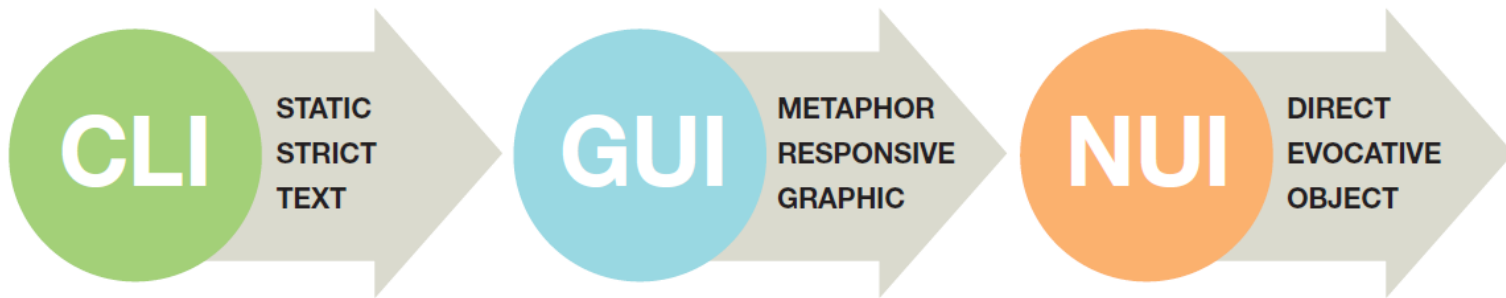 CLI
STATIC
STRICT
TEXT
GUI
METAPHOR
RESPONSIVE
GRAPHIC
NUI
DIRECT
EVOCATIVE
OBJECT